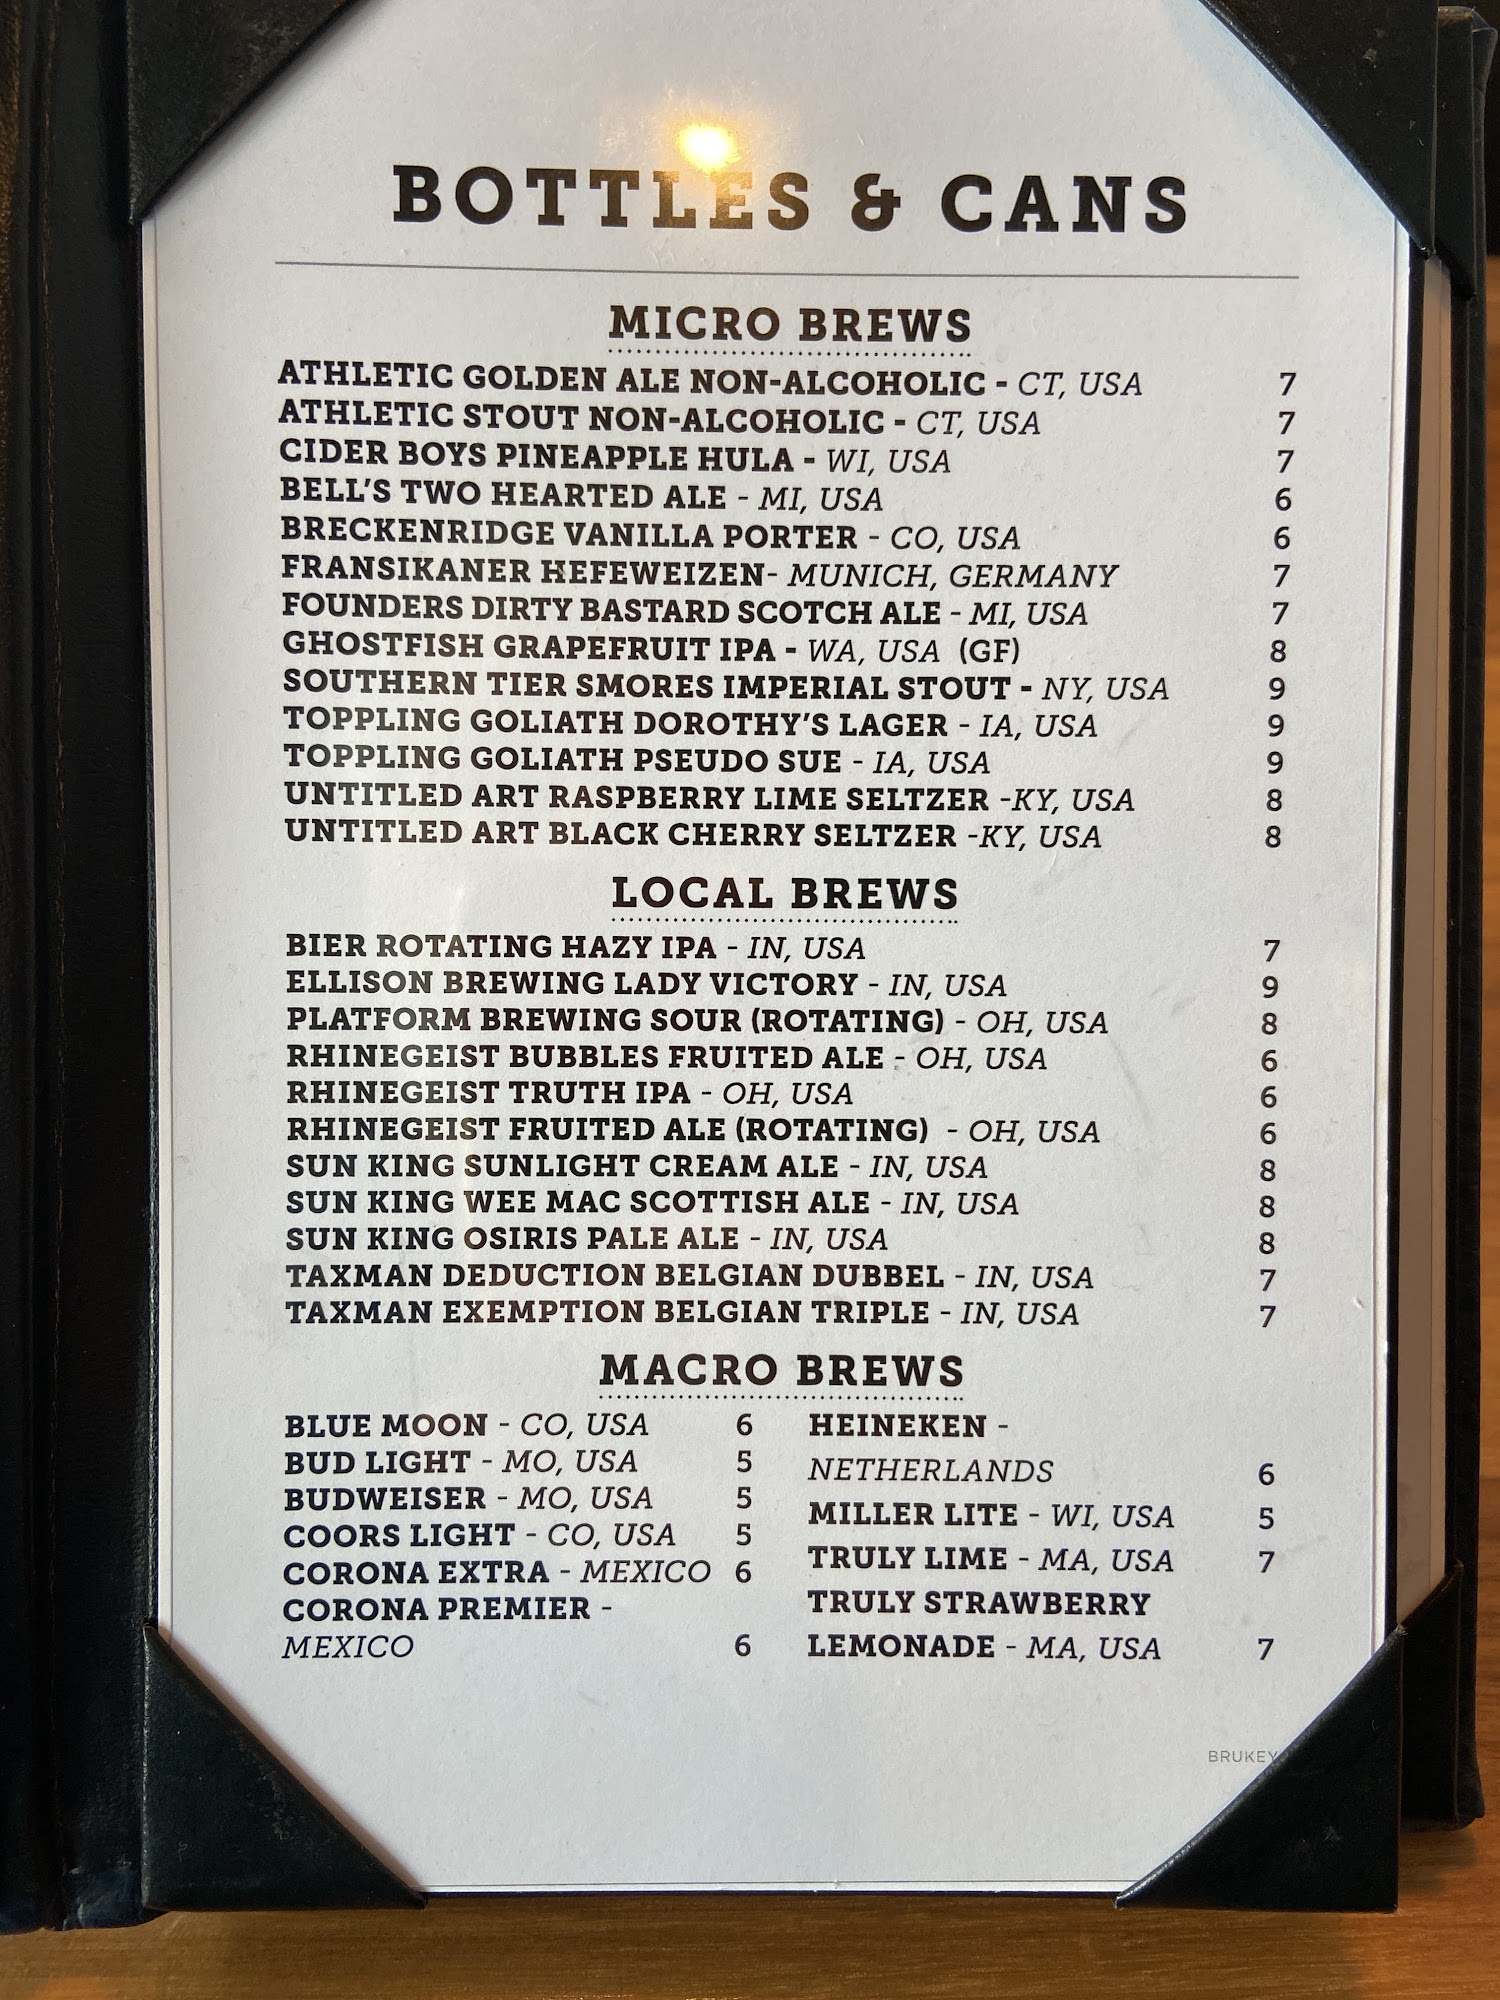 BOTTLES & CANS
MICRO BREWS
ATHLETIC GOLDEN ALE NON-ALCOHOLIC - CT, USA 7
ATHLETIC STOUT NON-ALCOHOLIC - CT, USA 7
CIDER BOYS PINEAPPLE HULA - WI, USA 7
BELL'S TWO HEARTED ALE - MI, USA 6
BRECKENRIDGE VANILLA PORTER - CO, USA 6
FRANSIKANER HEFEWEIZEN- MUNICH, GERMANY 7
FOUNDERS DIRTY BASTARD SCOTCH ALE - MI, USA 7
GHOSTFISH GRAPEFRUIT IPA - WA, USA (GF) 8
SOUTHERN TIER SMORES IMPERIAL STOUT - NY, USA 9
TOPPLING GOLIATH DOROTHY'S LAGER - IA, USA 9
TOPPLING GOLIATH PSEUDO SUE - IA, USA 9
UNTITLED ART RASPBERRY LIME SELTZER -KY, USA 8
UNTITLED ART BLACK CHERRY SELTZER -KY, USA 8
LOCAL BREWS
BIER ROTATING HAZY IPA - IN, USA 7
ELLISON BREWING LADY VICTORY - IN, USA 9
PLATFORM BREWING SOUR (ROTATING) - OH, USA 8
RHINEGEIST BUBBLES FRUITED ALE - OH, USA 6
RHINEGEIST TRUTH IPA - OH, USA 6
RHINEGEIST FRUITED ALE (ROTATING) - OH, USA 6
SUN KING SUNLIGHT CREAM ALE - IN, USA 8
SUN KING WEE MAC SCOTTISH ALE - IN, USA 8
SUN KING OSIRIS PALE ALE - IN, USA 8
TAXMAN DEDUCTION BELGIAN DUBBEL - IN, USA 7
TAXMAN EXEMPTION BELGIAN TRIPLE - IN, USA 7
MACRO BREWS
BLUE MOON - CO, USA 6
BUD LIGHT - MO, USA 5
BUDWEISER - MO, USA 5
COORS LIGHT - CO, USA 5
CORONA EXTRA - MEXICO 6
CORONA PREMIER -
MEXICO 6
HEINEKEN -
NETHERLANDS 6
MILLER LITE - WI, USA 5
TRULY LIME - MA, USA 7
TRULY STRAWBERRY
LEMONADE - MA, USA 7
BRUKEY